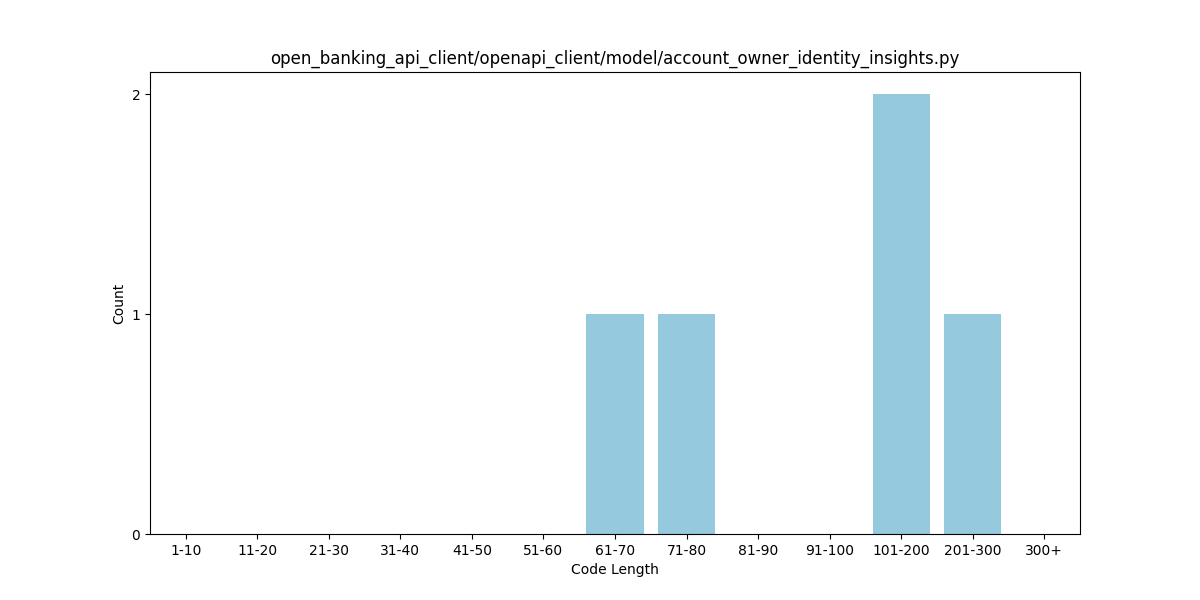 open_banking_api_client/openapi_client/model/account_owner_identity_insights.py
Count
2
1
0
1-10 11-20 21-30 31-40 41-50 51-60 61-70 71-80 81-90 91-100 101-200 201-300 300+
Code Length